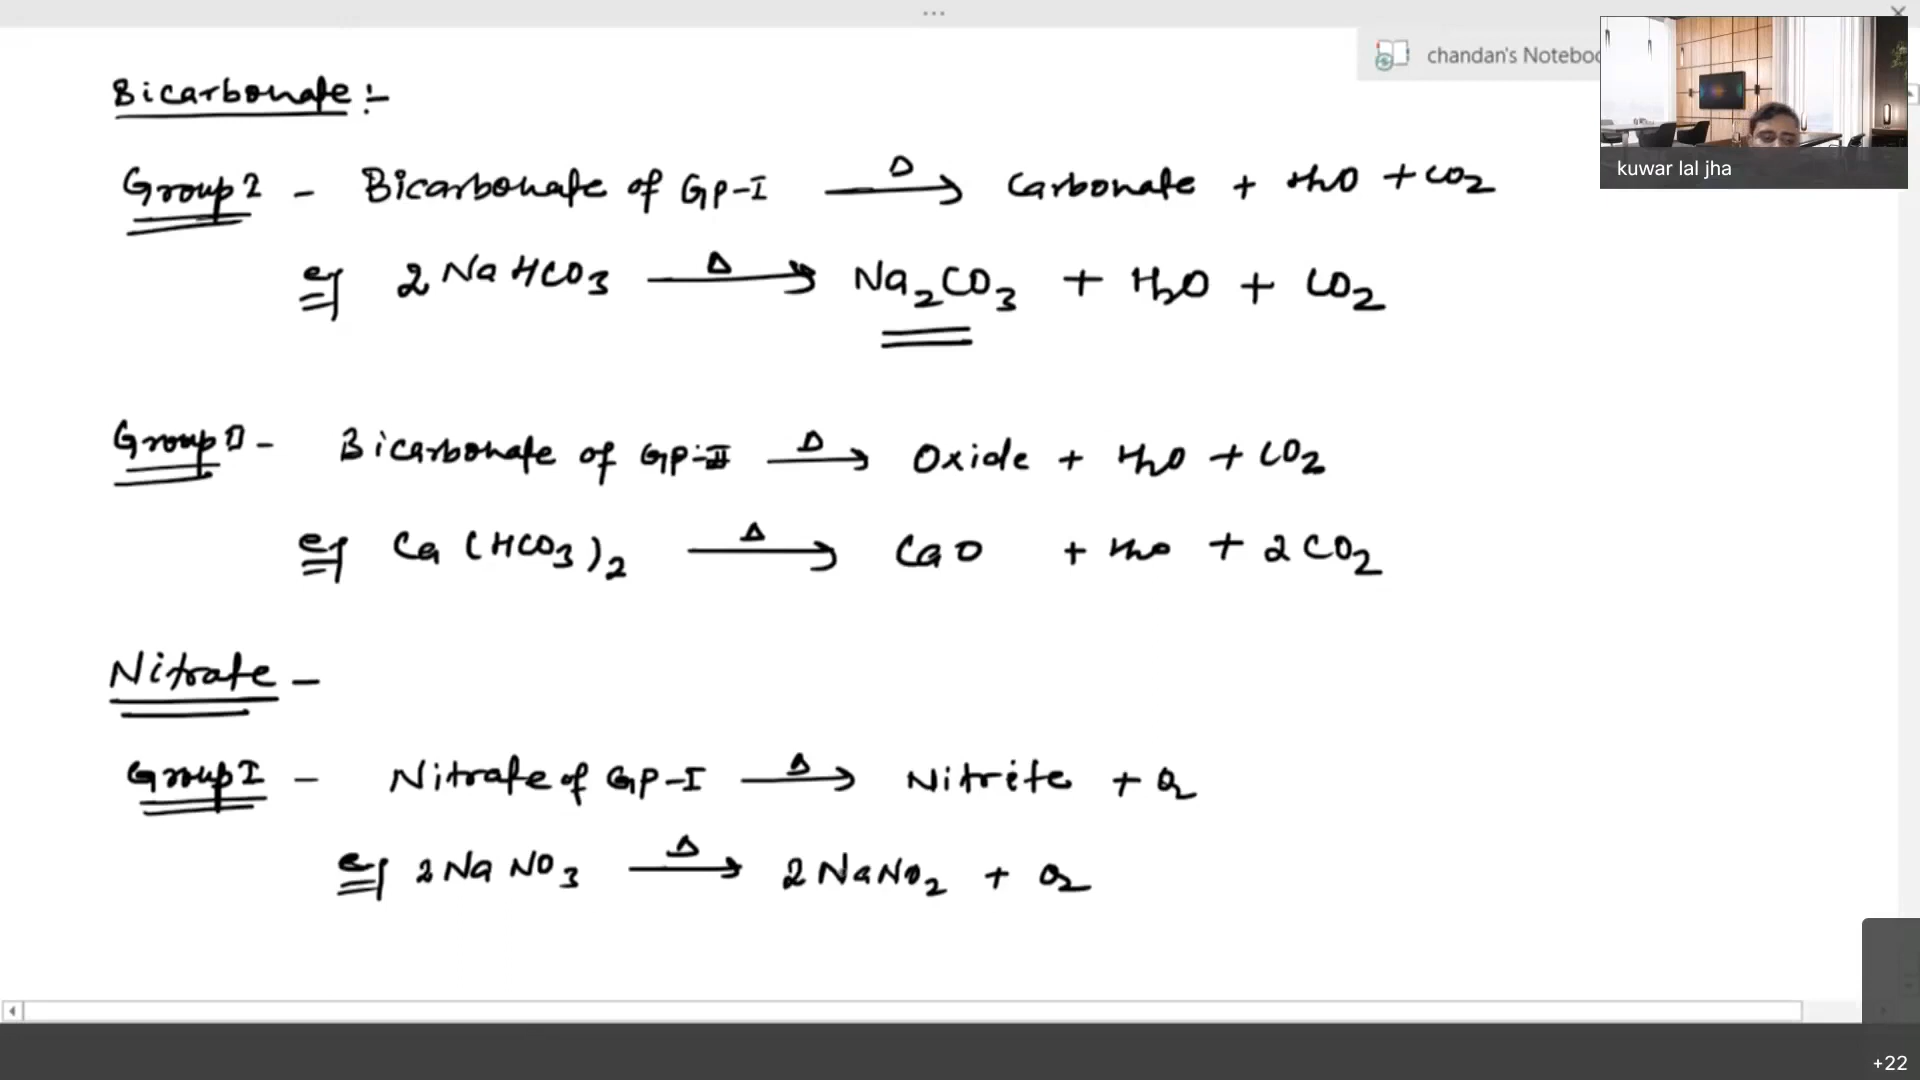 chandan's Notebo
kuwar lal jha
Bicarbonate :-
Group I - Bicarbonate of GP-I —Δ→ Carbonate + H2O + CO2
eg 2NaHCO3 —Δ→ Na2CO3 + H2O + CO2
Group II - Bicarbonate of GP-II —Δ→ Oxide + H2O + CO2
eg Ca(HCO3)2 —Δ→ CaO + H2O + 2CO2
Nitrate -
Group I - Nitrate of GP-I —Δ→ Nitrite + O2
eg 2NaNO3 —Δ→ 2NaNO2 + O2
+22